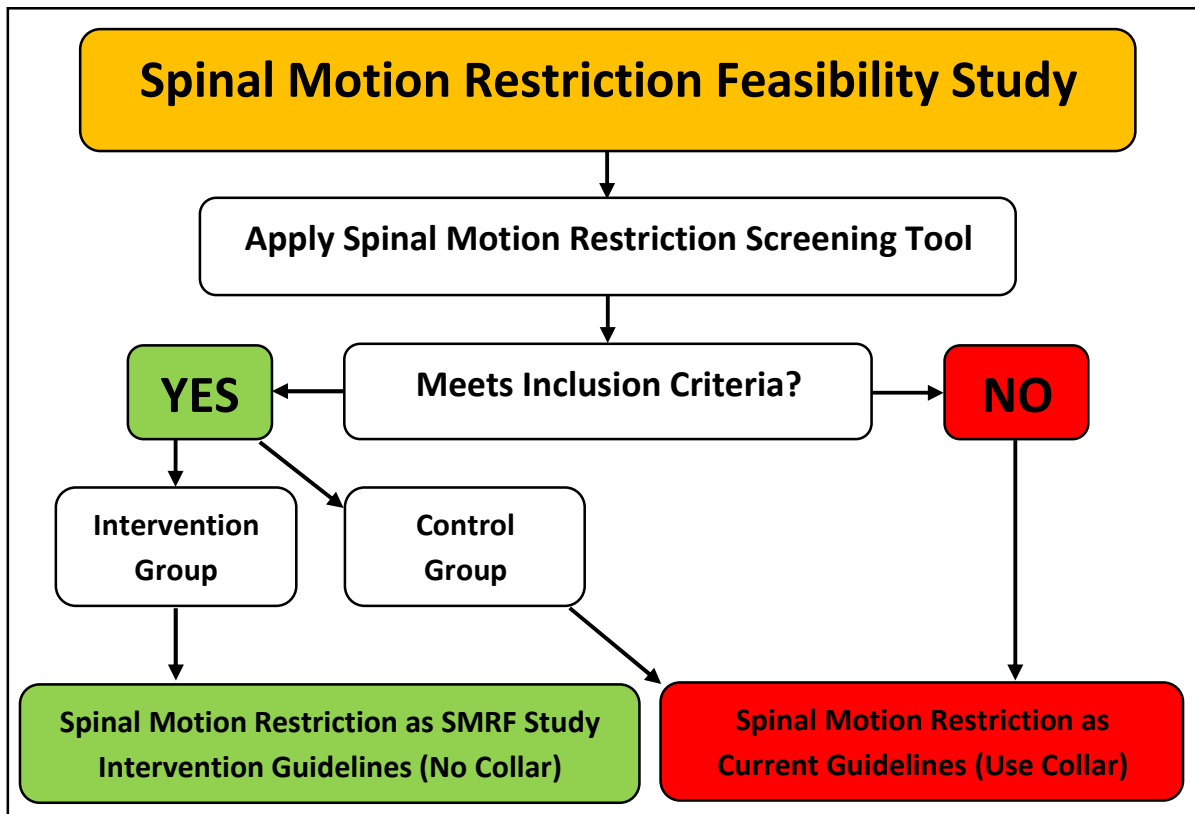 Spinal Motion Restriction Feasibility Study
Apply Spinal Motion Restriction Screening Tool
YES
Meets Inclusion Criteria?
NO
Intervention
Group
Control
Group
Spinal Motion Restriction as SMRF Study
Intervention Guidelines (No Collar)
Spinal Motion Restriction as
Current Guidelines (Use Collar)